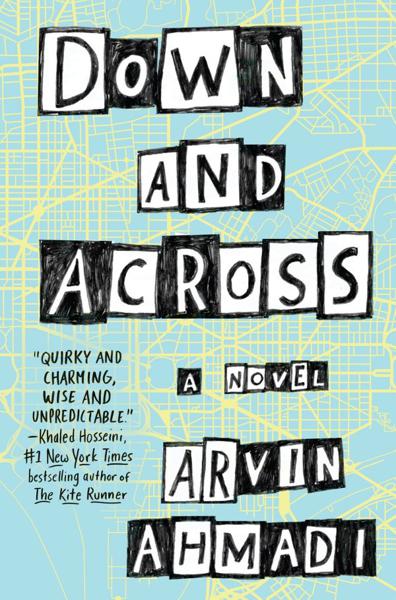 DOWN
AND
ACROSS
"QUIRKY AND
CHARMING,
WISE AND
UNPREDICTABLE."
—Khaled Hosseini,
#1 New York Times
bestselling author of
The Kite Runner
A NOVEL
ARVIN
AHMADI